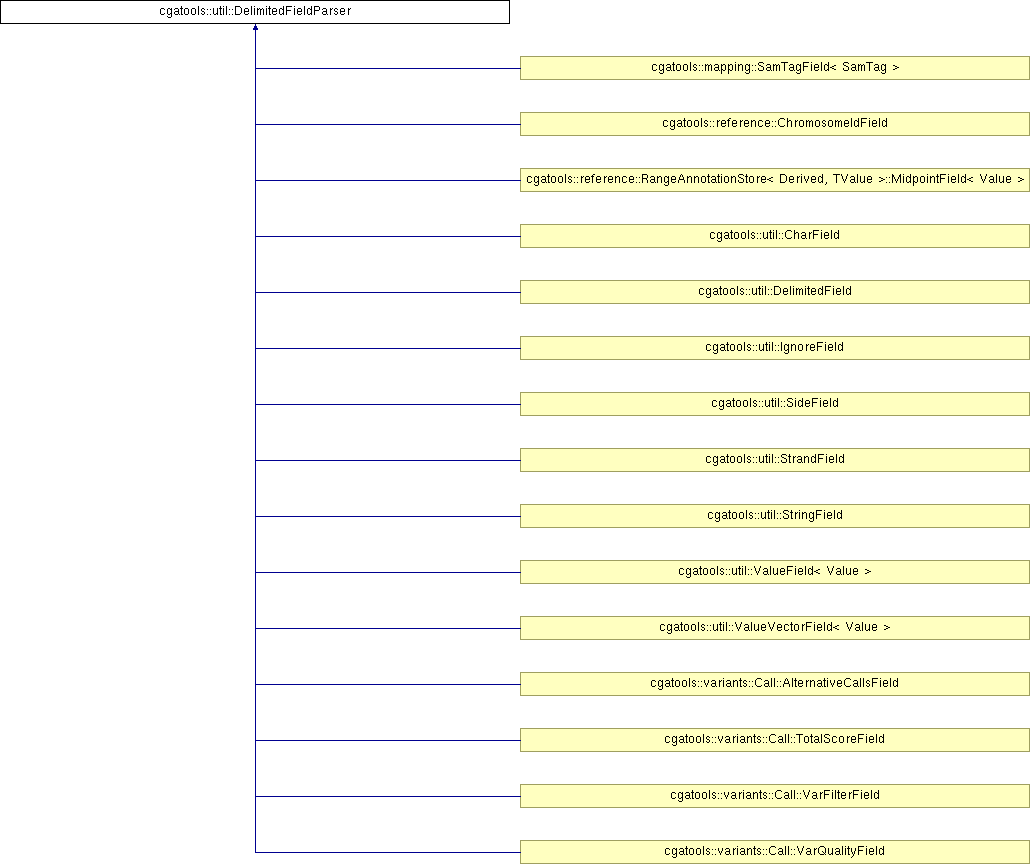 cgatools::util::DelimitedFieldParser
cgatools::mapping::SamTagField< SamTag >
cgatools::reference::ChromosomeIdField
cgatools::reference::RangeAnnotationStore< Derived, TValue >::MidpointField< Value >
cgatools::util::CharField
cgatools::util::DelimitedField
cgatools::util::IgnoreField
cgatools::util::SideField
cgatools::util::StrandField
cgatools::util::StringField
cgatools::util::ValueField< Value >
cgatools::util::ValueVectorField< Value >
cgatools::variants::Call::AlternativeCallsField
cgatools::variants::Call::TotalScoreField
cgatools::variants::Call::VarFilterField
cgatools::variants::Call::VarQualityField